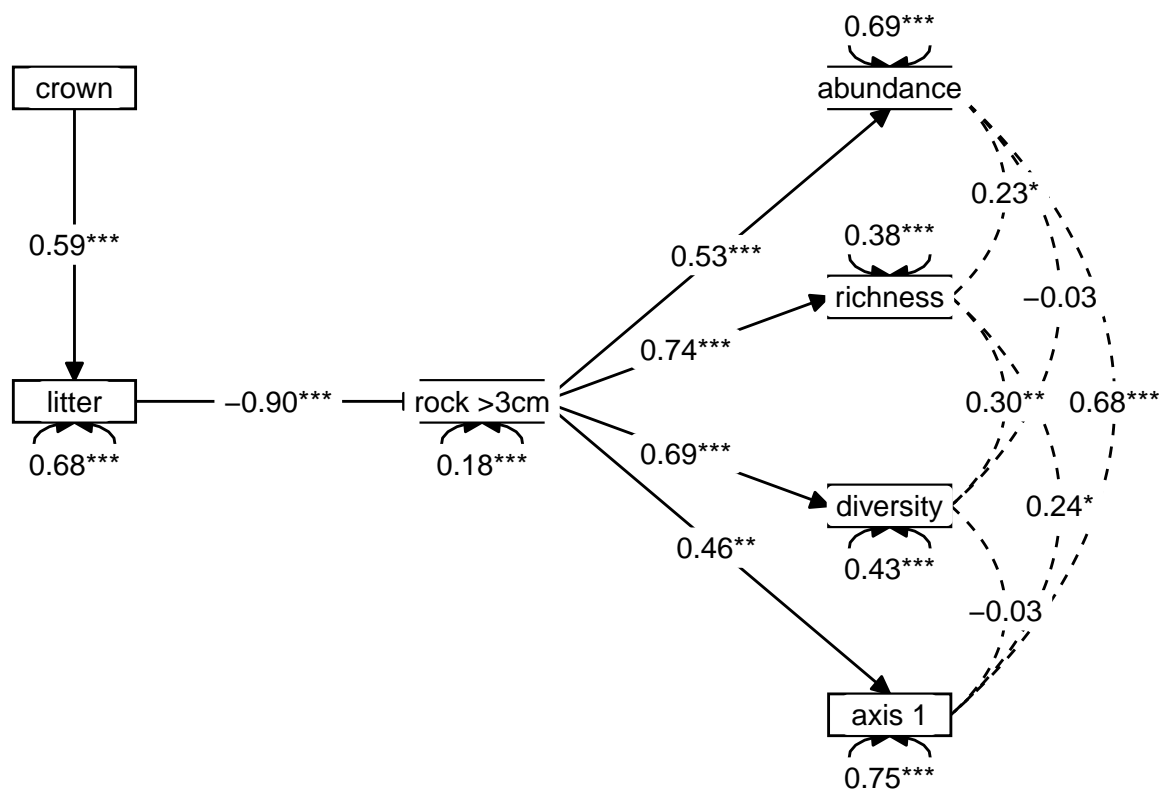 0.69***
crown
abundance
0.23*
0.59***
0.53***
0.38***
richness
−0.03
0.74***
litter
−0.90***
rock >3cm
0.30**
0.68***
0.68***
0.18***
0.69***
diversity
0.24*
0.46**
0.43***
−0.03
axis 1
0.75***